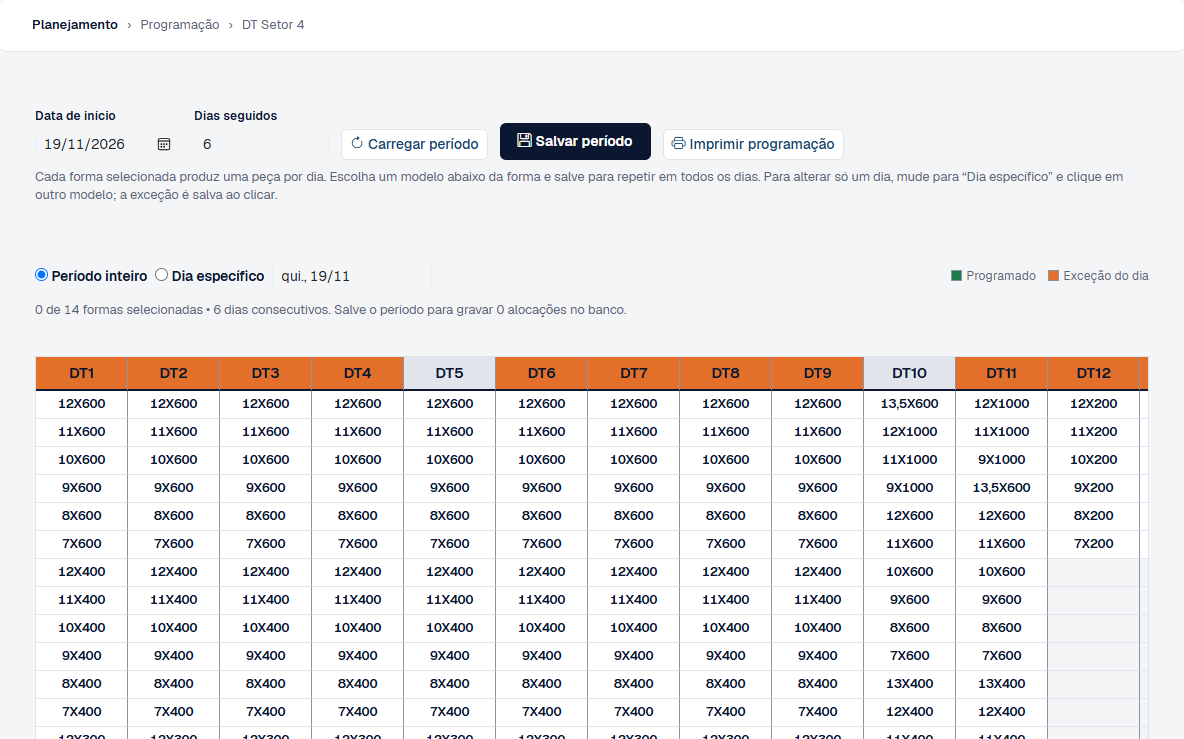 Planejamento › Programação › DT Setor 4
Data de início Dias seguidos
19/11/2026 6 Carregar período Salvar período Imprimir programação
Cada forma selecionada produz uma peça por dia. Escolha um modelo abaixo da forma e salve para repetir em todos os dias. Para alterar só um dia, mude para “Dia específico” e clique em
outro modelo; a exceção é salva ao clicar.
Período inteiro Dia específico qui., 19/11 Programado Exceção do dia
0 de 14 formas selecionadas • 6 dias consecutivos. Salve o período para gravar 0 alocações no banco.
DT1 DT2 DT3 DT4 DT5 DT6 DT7 DT8 DT9 DT10 DT11 DT12
12X600 12X600 12X600 12X600 12X600 12X600 12X600 12X600 12X600 13,5X600 12X1000 12X200
11X600 11X600 11X600 11X600 11X600 11X600 11X600 11X600 11X600 12X1000 11X1000 11X200
10X600 10X600 10X600 10X600 10X600 10X600 10X600 10X600 10X600 11X1000 9X1000 10X200
9X600 9X600 9X600 9X600 9X600 9X600 9X600 9X600 9X600 9X1000 13,5X600 9X200
8X600 8X600 8X600 8X600 8X600 8X600 8X600 8X600 8X600 12X600 12X600 8X200
7X600 7X600 7X600 7X600 7X600 7X600 7X600 7X600 7X600 11X600 11X600 7X200
12X400 12X400 12X400 12X400 12X400 12X400 12X400 12X400 12X400 10X600 10X600
11X400 11X400 11X400 11X400 11X400 11X400 11X400 11X400 11X400 9X600 9X600
10X400 10X400 10X400 10X400 10X400 10X400 10X400 10X400 10X400 8X600 8X600
9X400 9X400 9X400 9X400 9X400 9X400 9X400 9X400 9X400 7X600 7X600
8X400 8X400 8X400 8X400 8X400 8X400 8X400 8X400 8X400 13X400 13X400
7X400 7X400 7X400 7X400 7X400 7X400 7X400 7X400 7X400 12X400 12X400
12X300 12X300 12X300 12X300 12X300 12X300 12X300 12X300 12X300 11X400 11X400